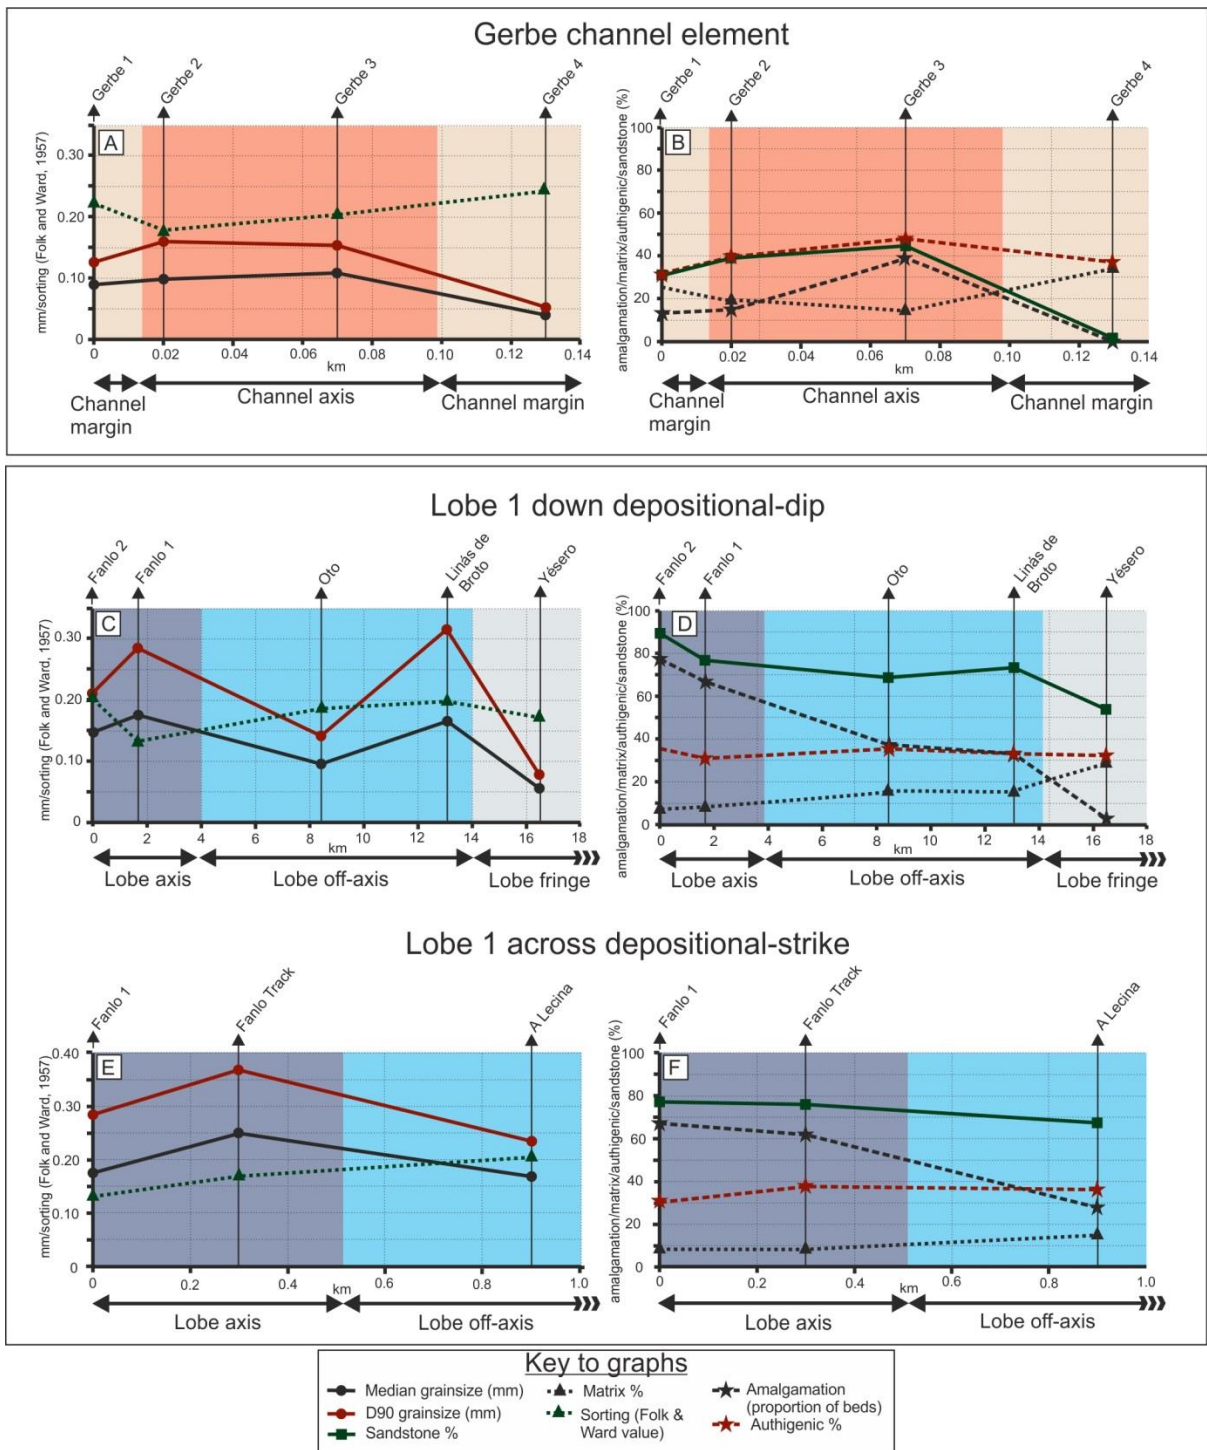 Gerbe channel element
Gerbe 1
Gerbe 2
Gerbe 3
Gerbe 4
Gerbe 1
Gerbe 2
Gerbe 3
Gerbe 4
mm/sorting (Folk and Ward, 1957)
A
0.30
0.20
0.10
0
0 0.02 0.04 0.06 0.08 0.10 0.12 0.14
km
Channel margin
Channel axis
Channel margin
amalgamation/matrix/authigenic/sandstone (%)
B
100
80
60
40
20
0
0 0.02 0.04 0.06 0.08 0.10 0.12 0.14
km
Channel margin
Channel axis
Channel margin
Lobe 1 down depositional-dip
Fanlo 2
Fanlo 1
Oto
Linás de Broto
Yésero
Fanlo 2
Fanlo 1
Oto
Linás de Broto
Yésero
mm/sorting (Folk and Ward, 1957)
C
0.30
0.20
0.10
0
0 2 4 6 8 10 12 14 16 18
km
Lobe axis
Lobe off-axis
Lobe fringe
amalgamation/matrix/authigenic/sandstone (%)
D
100
80
60
40
20
0
0 2 4 6 8 10 12 14 16 18
km
Lobe axis
Lobe off-axis
Lobe fringe
Lobe 1 across depositional-strike
Fanlo 1
Fanlo Track
A Lecina
Fanlo 1
Fanlo Track
A Lecina
mm/sorting (Folk and Ward, 1957)
E
0.40
0.30
0.20
0.10
0
0 0.2 0.4 0.6 0.8 1.0
km
Lobe axis
Lobe off-axis
amalgamation/matrix/authigenic/sandstone (%)
F
100
80
60
40
20
0
0 0.2 0.4 0.6 0.8 1.0
km
Lobe axis
Lobe off-axis
Key to graphs
Median grainsize (mm)
D90 grainsize (mm)
Sandstone %
Matrix %
Sorting (Folk &
Ward value)
Amalgamation
(proportion of beds)
Authigenic %